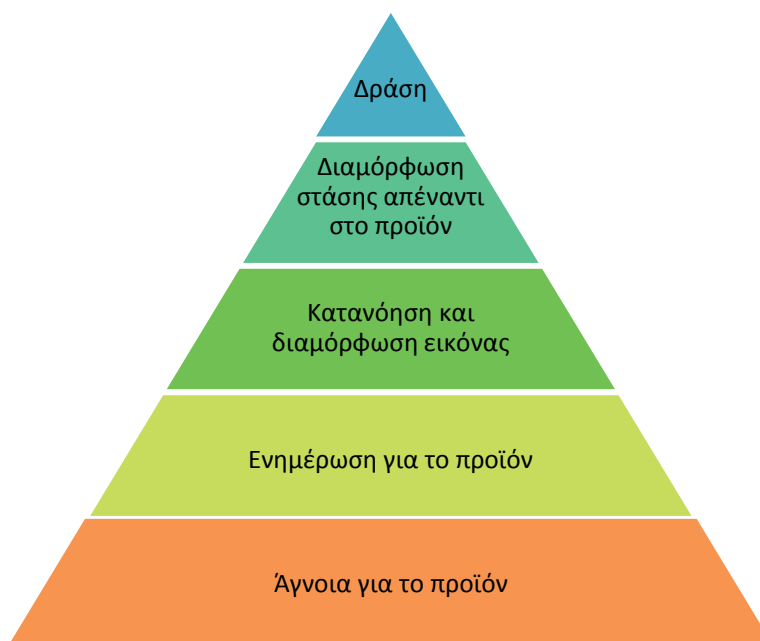 Δράση
Διαμόρφωση
στάσης απέναντι
στο προϊόν
Κατανόηση και
διαμόρφωση εικόνας
Ενημέρωση για το προϊόν
Άγνοια για το προϊόν